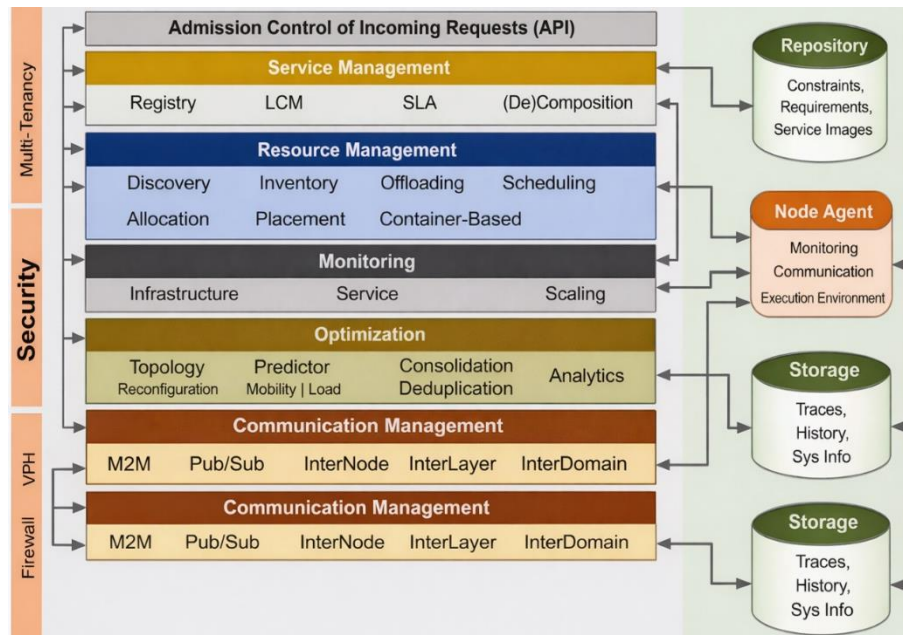 Admission Control of Incoming Requests (API)
Service Management
Registry LCM SLA (De)Composition
Resource Management
Discovery Inventory Offloading Scheduling
Allocation Placement Container-Based
Monitoring
Infrastructure Service Scaling
Optimization
Topology Predictor Consolidation Analytics
Reconfiguration Mobility | Load Deduplication
Communication Management
M2M Pub/Sub InterNode InterLayer InterDomain
Communication Management
M2M Pub/Sub InterNode InterLayer InterDomain
Multi-Tenancy
Security
VPH
Firewall
Repository
Constraints,
Requirements,
Service Images
Node Agent
Monitoring
Communication
Execution Environment
Storage
Traces,
History,
Sys Info
Storage
Traces,
History,
Sys Info